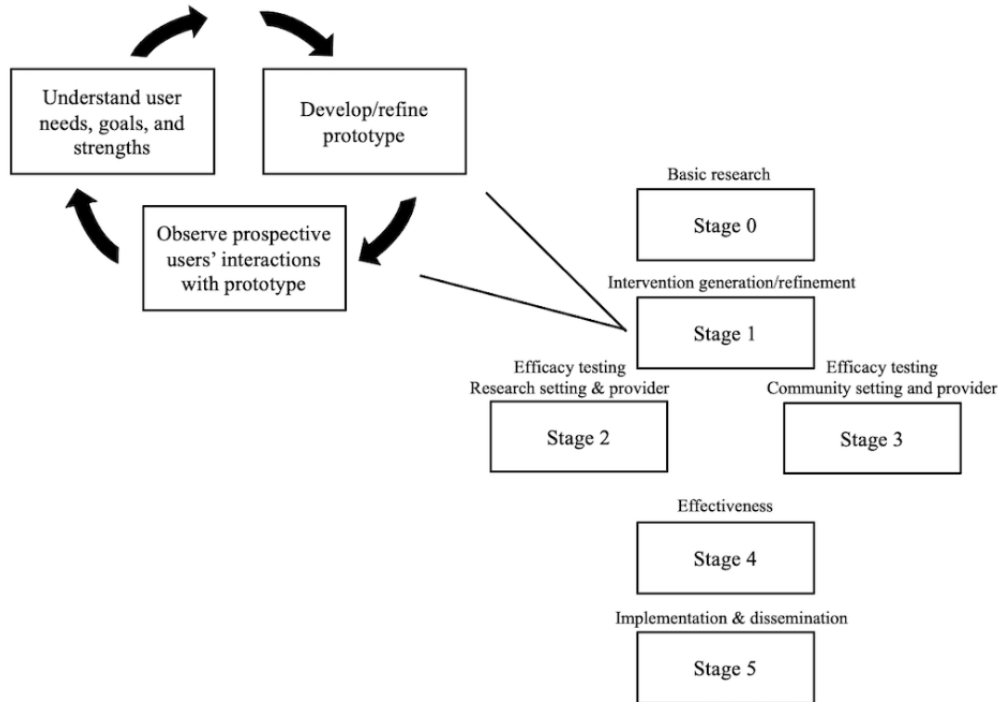 Understand user
needs, goals, and
strengths
Develop/refine
prototype
Observe prospective
users’ interactions
with prototype
Basic research
Stage 0
Intervention generation/refinement
Stage 1
Efficacy testing
Research setting & provider
Stage 2
Efficacy testing
Community setting and provider
Stage 3
Effectiveness
Stage 4
Implementation & dissemination
Stage 5